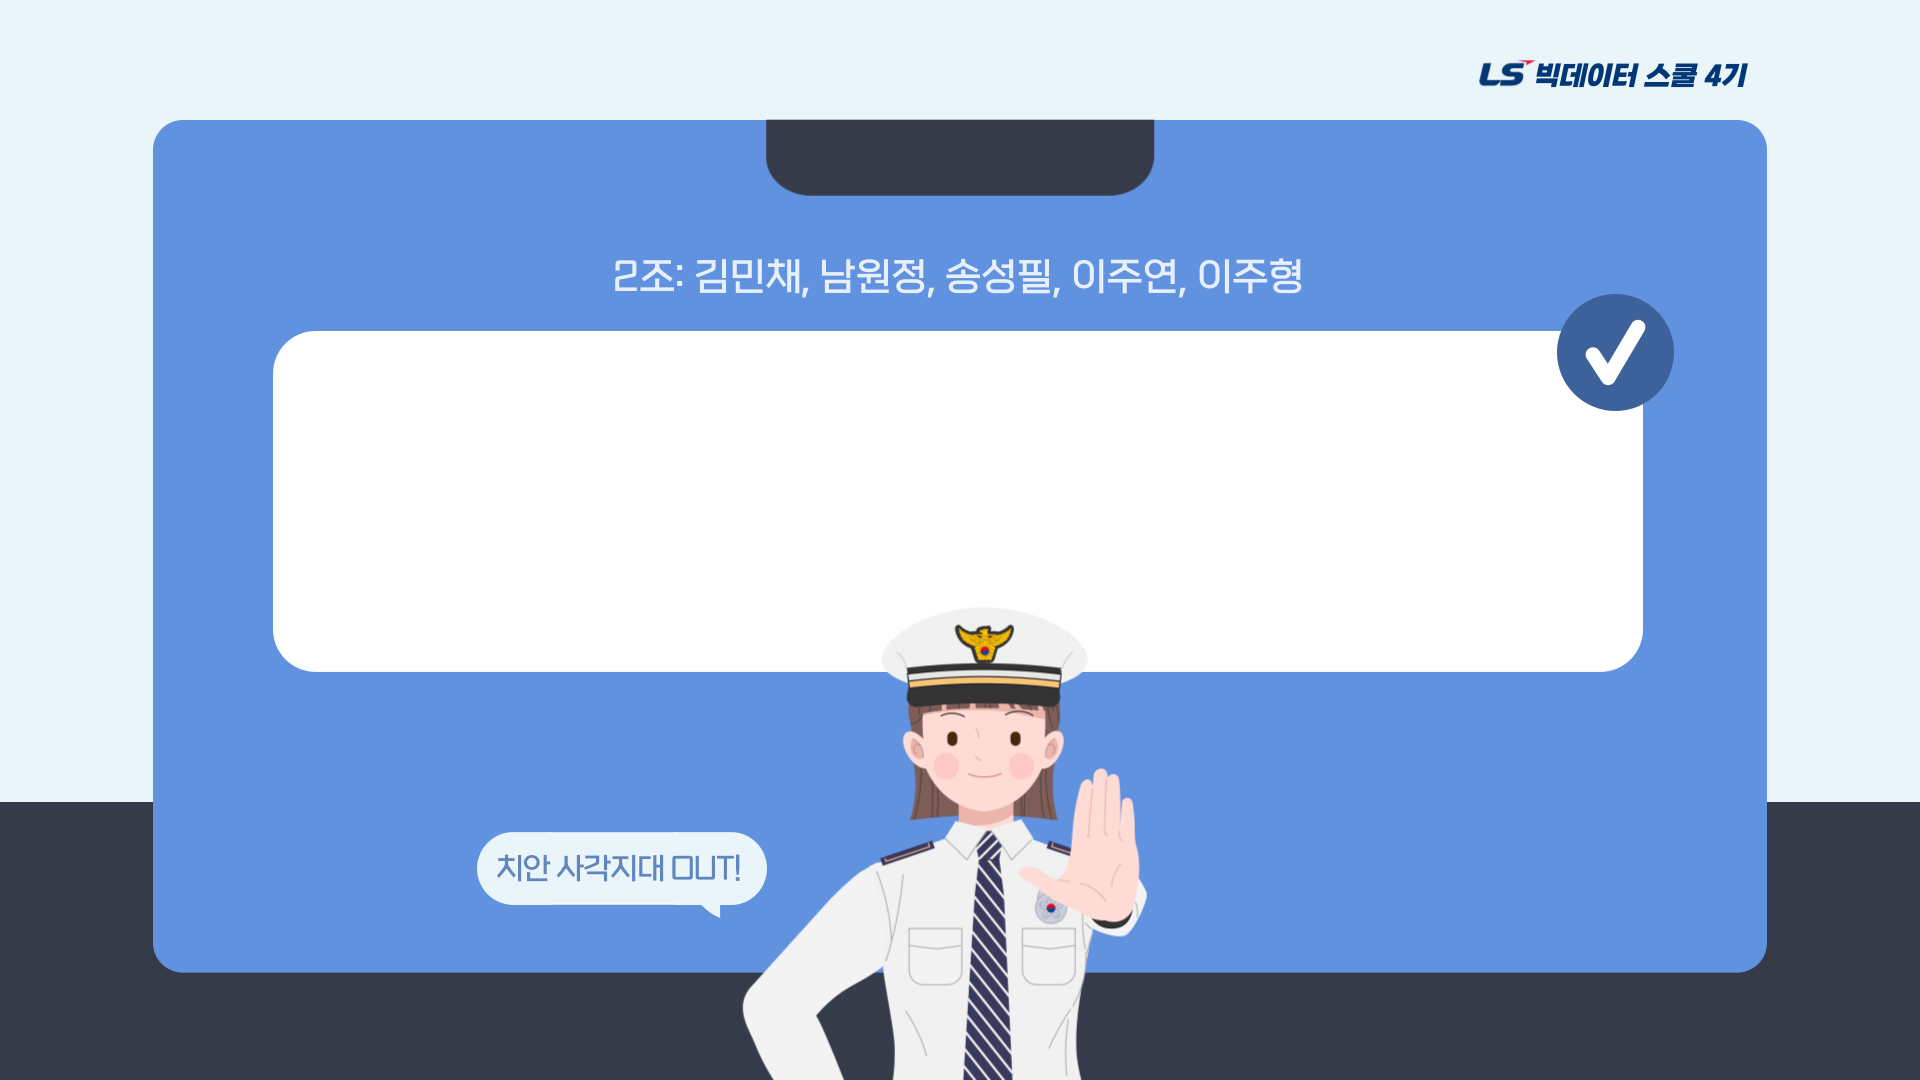 LS 빅데이터 스쿨 4기
2조: 김민채, 남원정, 송성필, 이주연, 이주형
치안 사각지대 OUT!